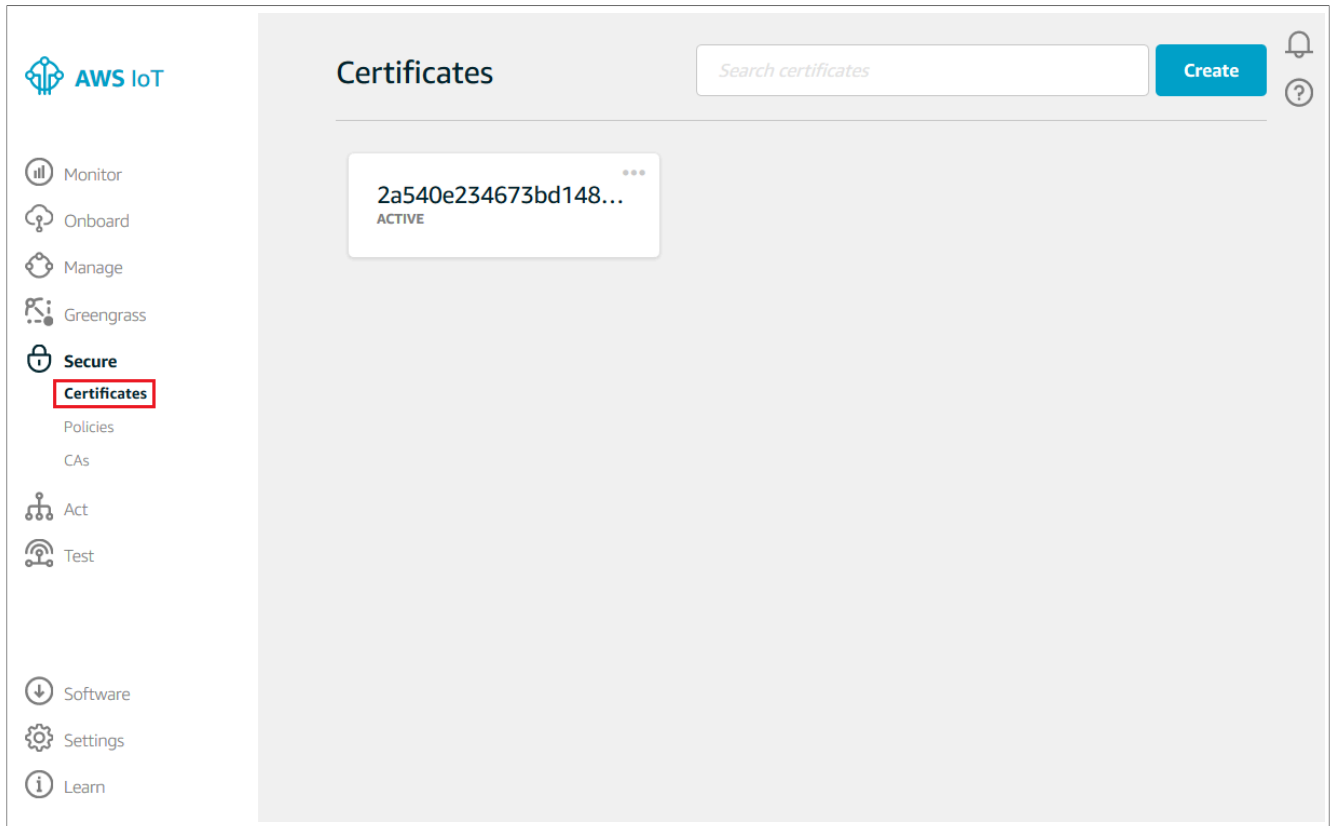 AWS IoT
Monitor
Onboard
Manage
Greengrass
Secure
Certificates
Policies
CAs
Act
Test
Software
Settings
Learn
Certificates
Search certificates
Create
2a540e234673bd148...
ACTIVE